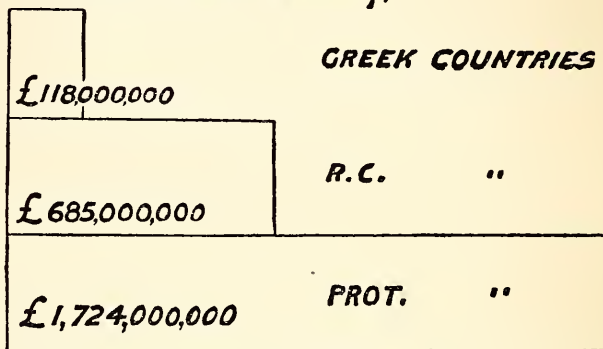 GREEK COUNTRIES
£118,000,000
R.C. "
£685,000,000
PROT. "
£1,724,000,000